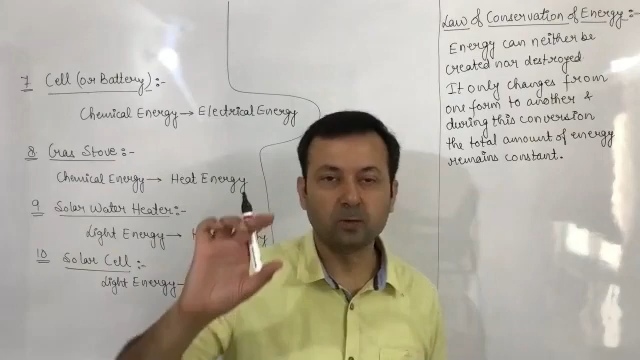 7 Cell (or Battery) :-
Chemical Energy → Electrical Energy
8 Gas Stove :-
Chemical Energy → Heat Energy
9 Solar Water Heater :-
Light Energy → H
10 Solar Cell :-
Light Energy →
Law of Conservation of Energy :-
Energy can neither be
created nor destroyed
It only changes from
one form to another &
during this conversion
the total amount of energy
remains constant.